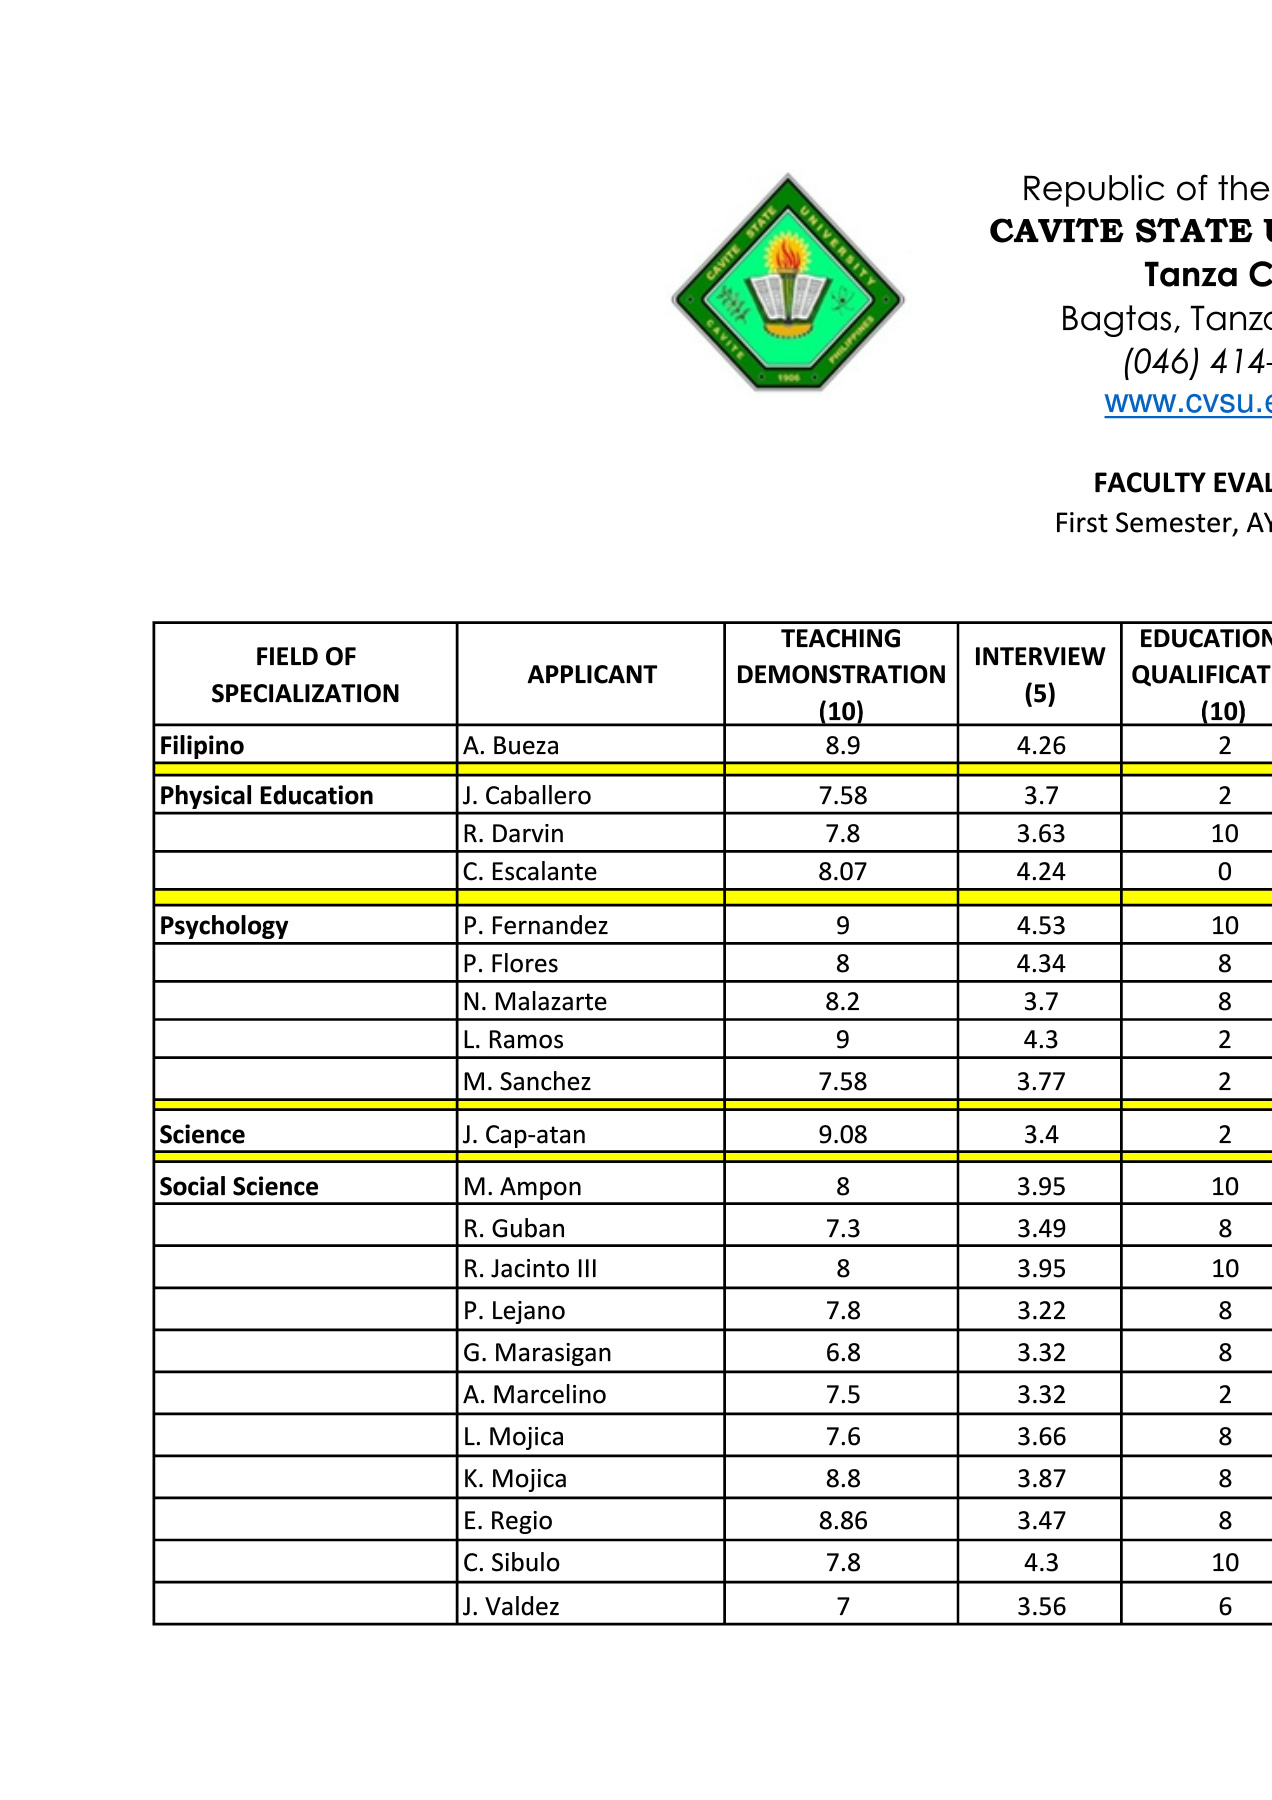 CAVITE STATE UNIVERSITY
CAVITE PHILIPPINES
1906
Republic of the
CAVITE STATE
Tanza
Bagtas,
(046) 414-
www.cvsu.
FACULTY
First Semester, AY
FIELD OF SPECIALIZATION APPLICANT TEACHING DEMONSTRATION (10) INTERVIEW (5) (10)
Filipino A. Bueza 8.9 4.26 2
Physical Education J. Caballero 7.58 3.7 2
R. Darvin 7.8 3.63 10
C. Escalante 8.07 4.24 0
Psychology P. Fernandez 9 4.53 10
P. Flores 8 4.34 8
N. Malazarte 8.2 3.7 8
L. Ramos 9 4.3 2
M. Sanchez 7.58 3.77 2
Science J. Cap-atan 9.08 3.4 2
Social Science M. Ampon 8 3.95 10
R. Guban 7.3 3.49 8
R. Jacinto III 8 3.95 10
P. Lejano 7.8 3.22 8
G. Marasigan 6.8 3.32 8
A. Marcelino 7.5 3.32 2
L. Mojica 7.6 3.66 8
K. Mojica 8.8 3.87 8
E. Regio 8.86 3.47 8
C. Sibulo 7.8 4.3 10
J. Valdez 7 3.56 6